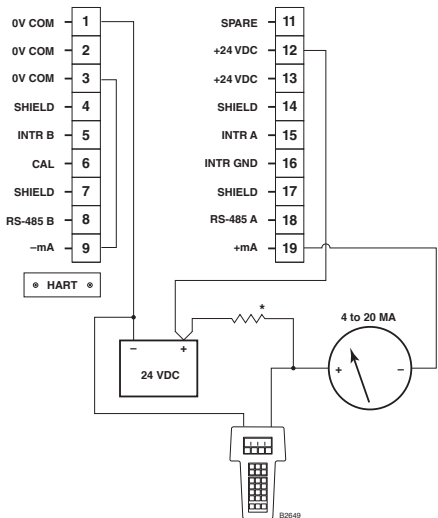 0V COM 1
0V COM 2
0V COM 3
SHIELD 4
INTR B 5
CAL 6
SHIELD 7
RS-485 B 8
–mA 9
HART
SPARE 11
+24 VDC 12
+24 VDC 13
SHIELD 14
INTR A 15
INTR GND 16
SHIELD 17
RS-485 A 18
+mA 19
*
4 to 20 MA
+ –
– +
24 VDC
B2649